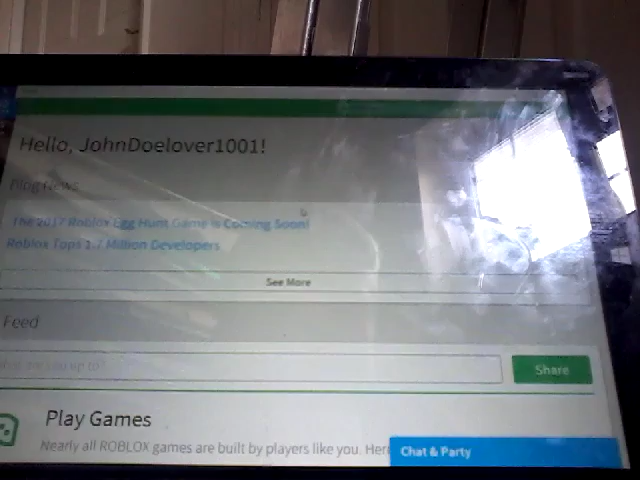 Hello, JohnDoelover1001!
Blog News
The 2017 Roblox Egg Hunt Game is Coming Soon!
Roblox Tops 1.7 Million Developers
See More
Feed
Share
Play Games
Nearly all ROBLOX games are built by players like you. Here
Chat & Party